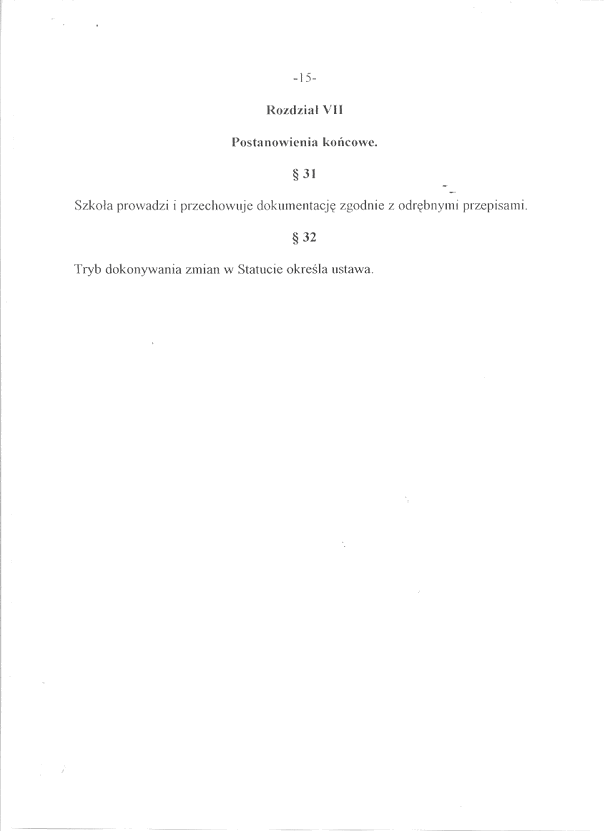 -15-
Rozdział VII
Postanowienia końcowe.
§ 31
Szkoła prowadzi i przechowuje dokumentację zgodnie z odrębnymi przepisami.
§ 32
Tryb dokonywania zmian w Statucie określa ustawa.